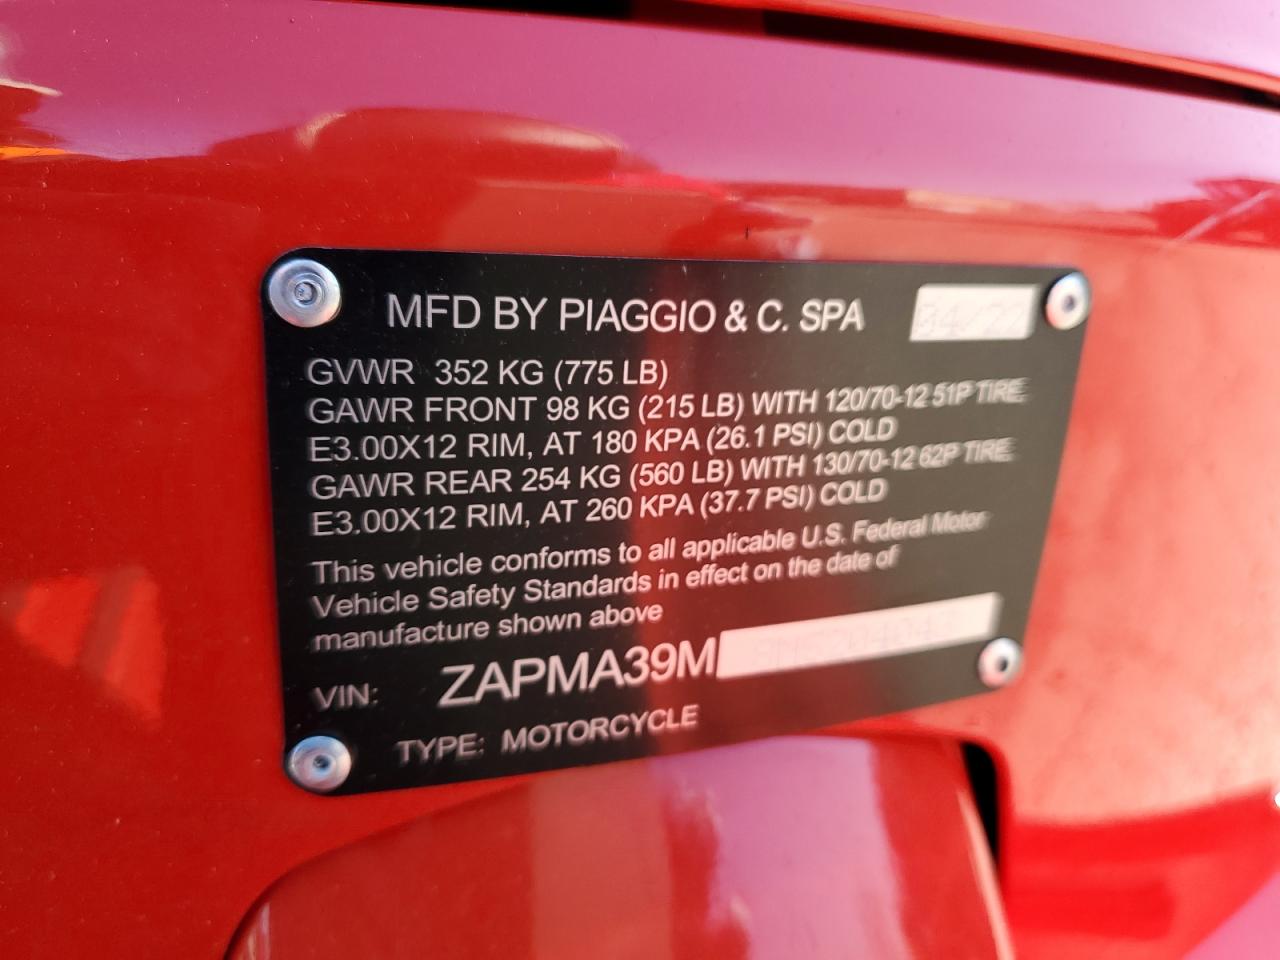 MFD BY PIAGGIO & C. SPA 04/22
GVWR 352 KG (775 LB)
GAWR FRONT 98 KG (215 LB) WITH 120/70-12 51P TIRE
E3.00X12 RIM, AT 180 KPA (26.1 PSI) COLD
GAWR REAR 254 KG (560 LB) WITH 130/70-12 62P TIRE
E3.00X12 RIM, AT 260 KPA (37.7 PSI) COLD
This vehicle conforms to all applicable U.S. Federal Motor
Vehicle Safety Standards in effect on the date of
manufacture shown above
VIN: ZAPMA39M
TYPE: MOTORCYCLE